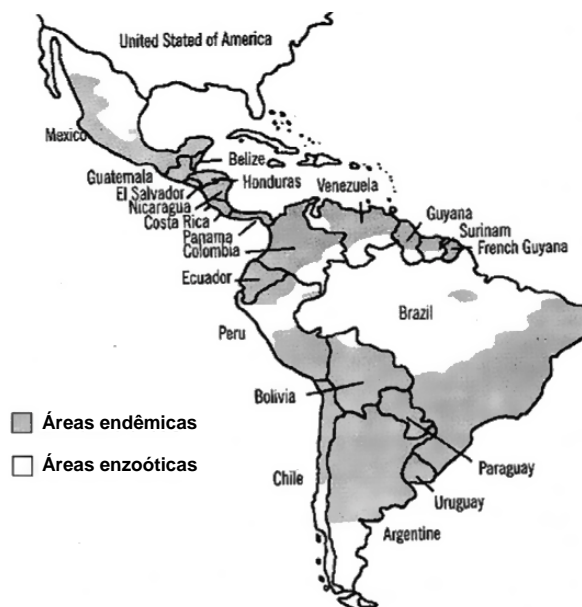 United Stated of America
Mexico
Belize
Guatemala
Honduras
El Salvador
Nicaragua
Venezuela
Costa Rica
Guyana
Panama
Surinam
Colombia
French Guyana
Ecuador
Brazil
Peru
Bolivia
Áreas endêmicas
Áreas enzoóticas
Paraguay
Chile
Uruguay
Argentine